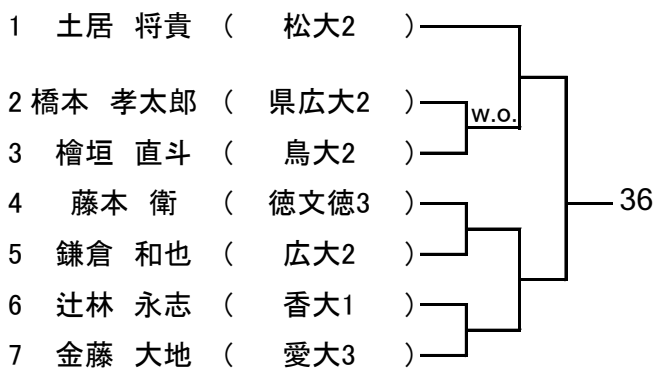 1 土居 将貴 ( 松大2 )
2 橋本 孝太郎 ( 県広大2 )
w.o.
3 檜垣 直斗 ( 鳥大2 )
4 藤本 衛 ( 徳文徳3 )
36
5 鎌倉 和也 ( 広大2 )
6 辻林 永志 ( 香大1 )
7 金藤 大地 ( 愛大3 )